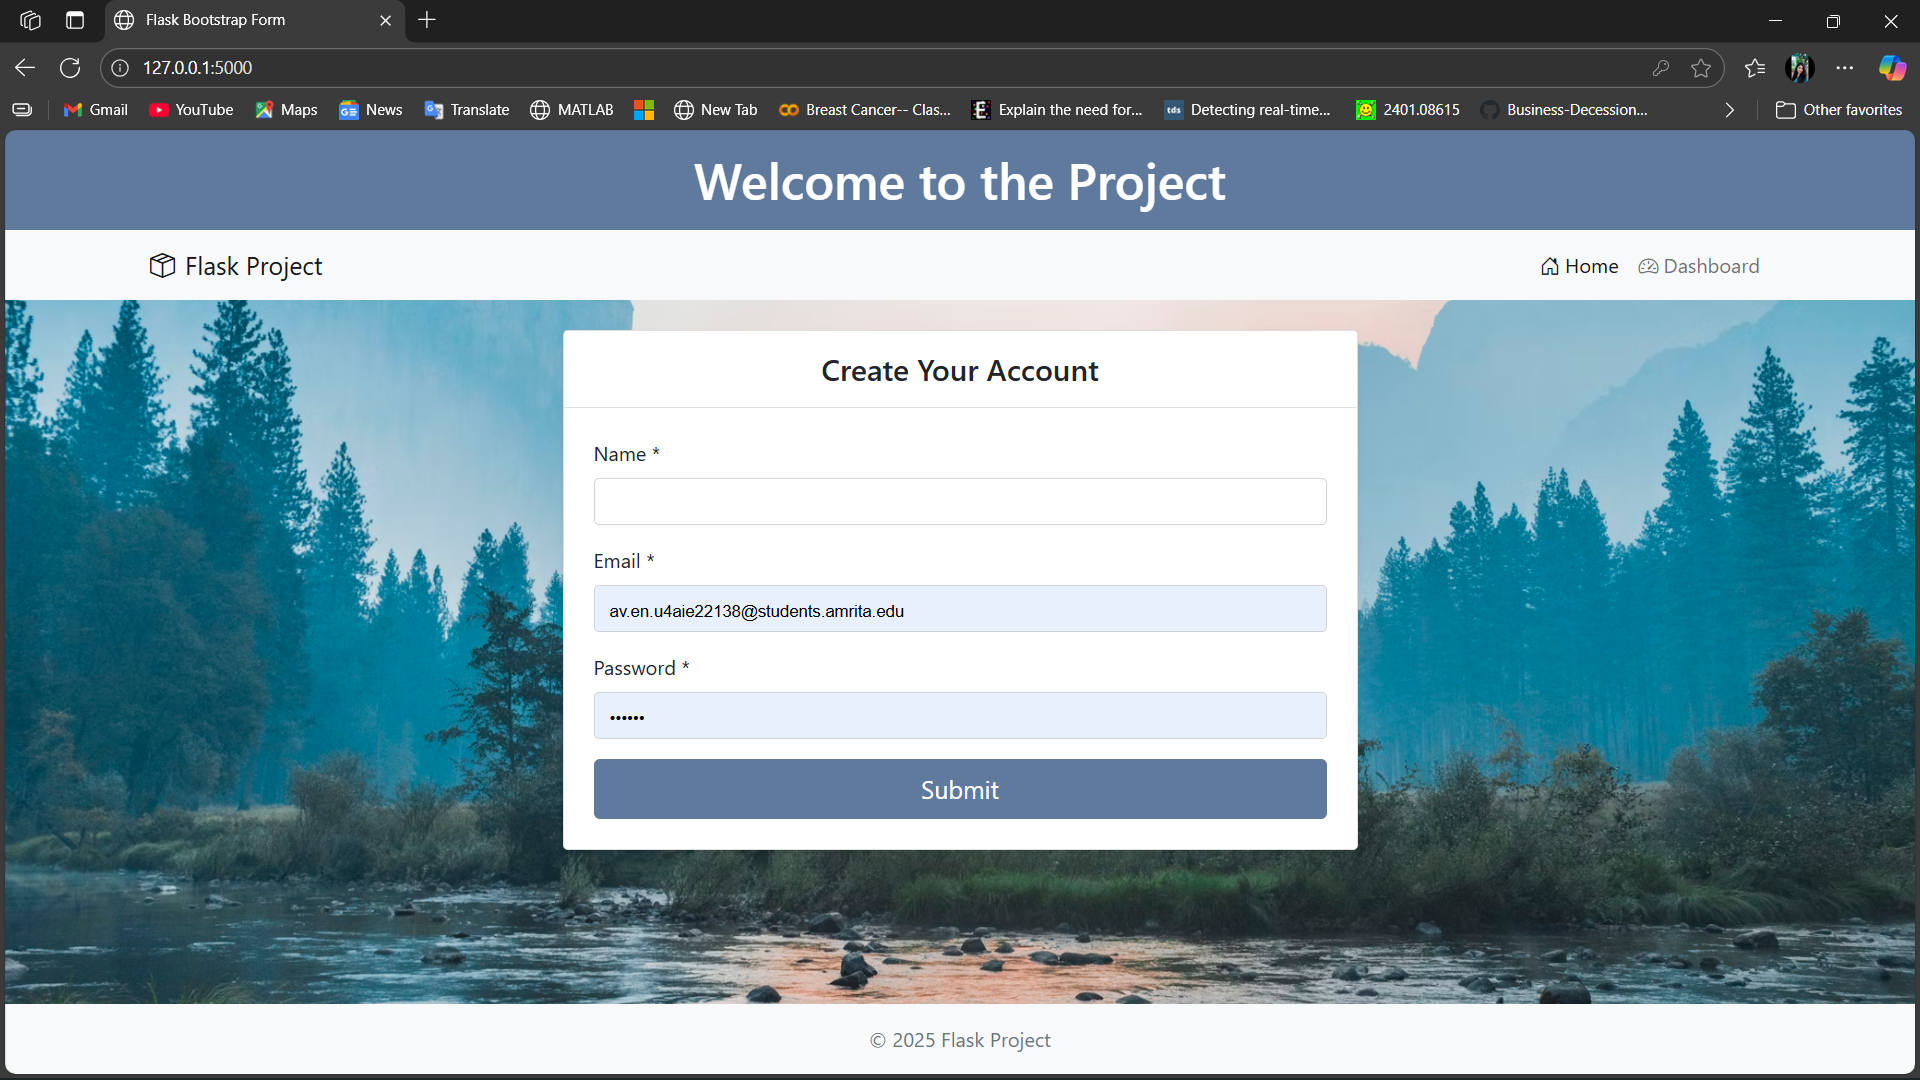 Flask Bootstrap Form
127.0.0.1:5000
Gmail YouTube Maps News Translate MATLAB New Tab Breast Cancer-- Clas... Explain the need for... tds Detecting real-time... 2401.08615 Business-Decession... Other favorites
Welcome to the Project
Flask Project Home Dashboard
Create Your Account
Name *
Email *
av.en.u4aie22138@students.amrita.edu
Password *
••••••
Submit
© 2025 Flask Project